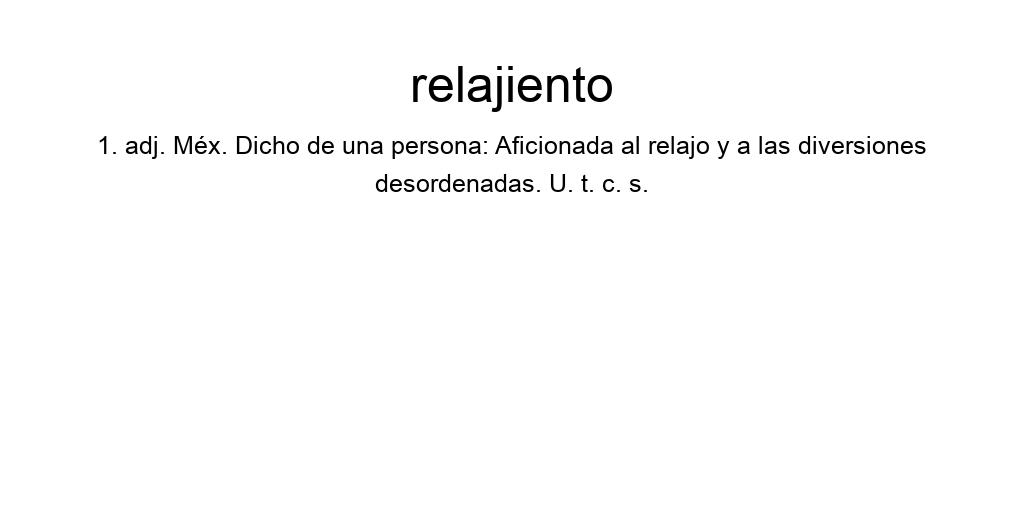 relajiento
1. adj. Méx. Dicho de una persona: Aficionada al relajo y a las diversiones
desordenadas. U. t. c. s.